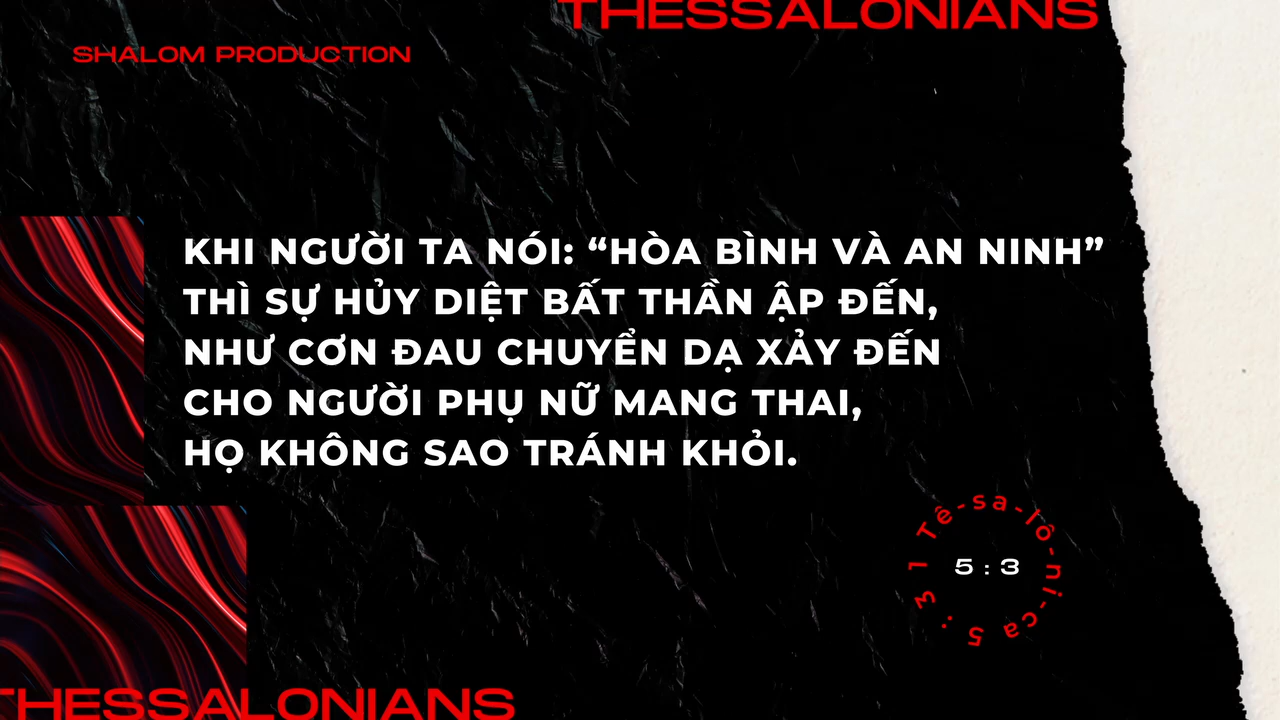 THESSALONIANS
SHALOM PRODUCTION
KHI NGƯỜI TA NÓI: “HÒA BÌNH VÀ AN NINH”
THÌ SỰ HỦY DIỆT BẤT THẦN ẬP ĐẾN,
NHƯ CƠN ĐAU CHUYỂN DẠ XẢY ĐẾN
CHO NGƯỜI PHỤ NỮ MANG THAI,
HỌ KHÔNG SAO TRÁNH KHỎI.
1 Tê-sa-lô-ni-ca 5 : 3
5 : 3
THESSALONIANS